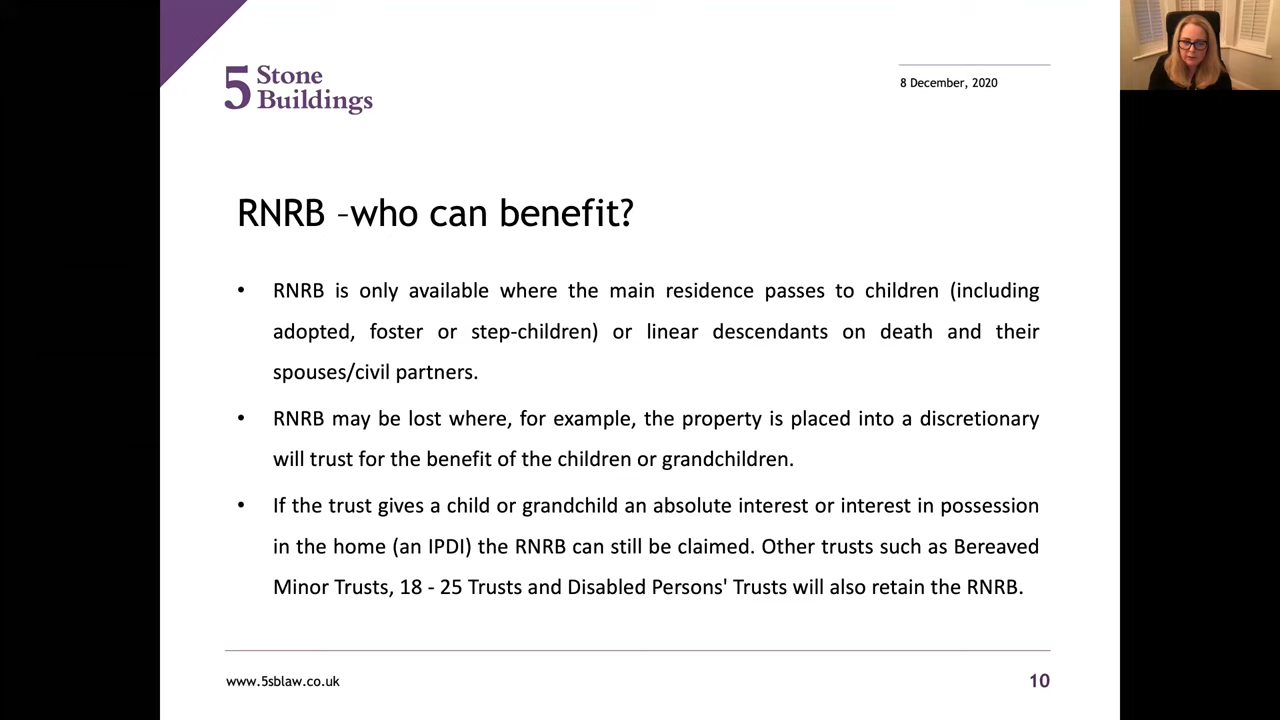 5 Stone
Buildings
8 December, 2020
RNRB –who can benefit?
• RNRB is only available where the main residence passes to children (including
adopted, foster or step-children) or linear descendants on death and their
spouses/civil partners.
• RNRB may be lost where, for example, the property is placed into a discretionary
will trust for the benefit of the children or grandchildren.
• If the trust gives a child or grandchild an absolute interest or interest in possession
in the home (an IPDI) the RNRB can still be claimed. Other trusts such as Bereaved
Minor Trusts, 18 - 25 Trusts and Disabled Persons' Trusts will also retain the RNRB.
www.5sblaw.co.uk
10